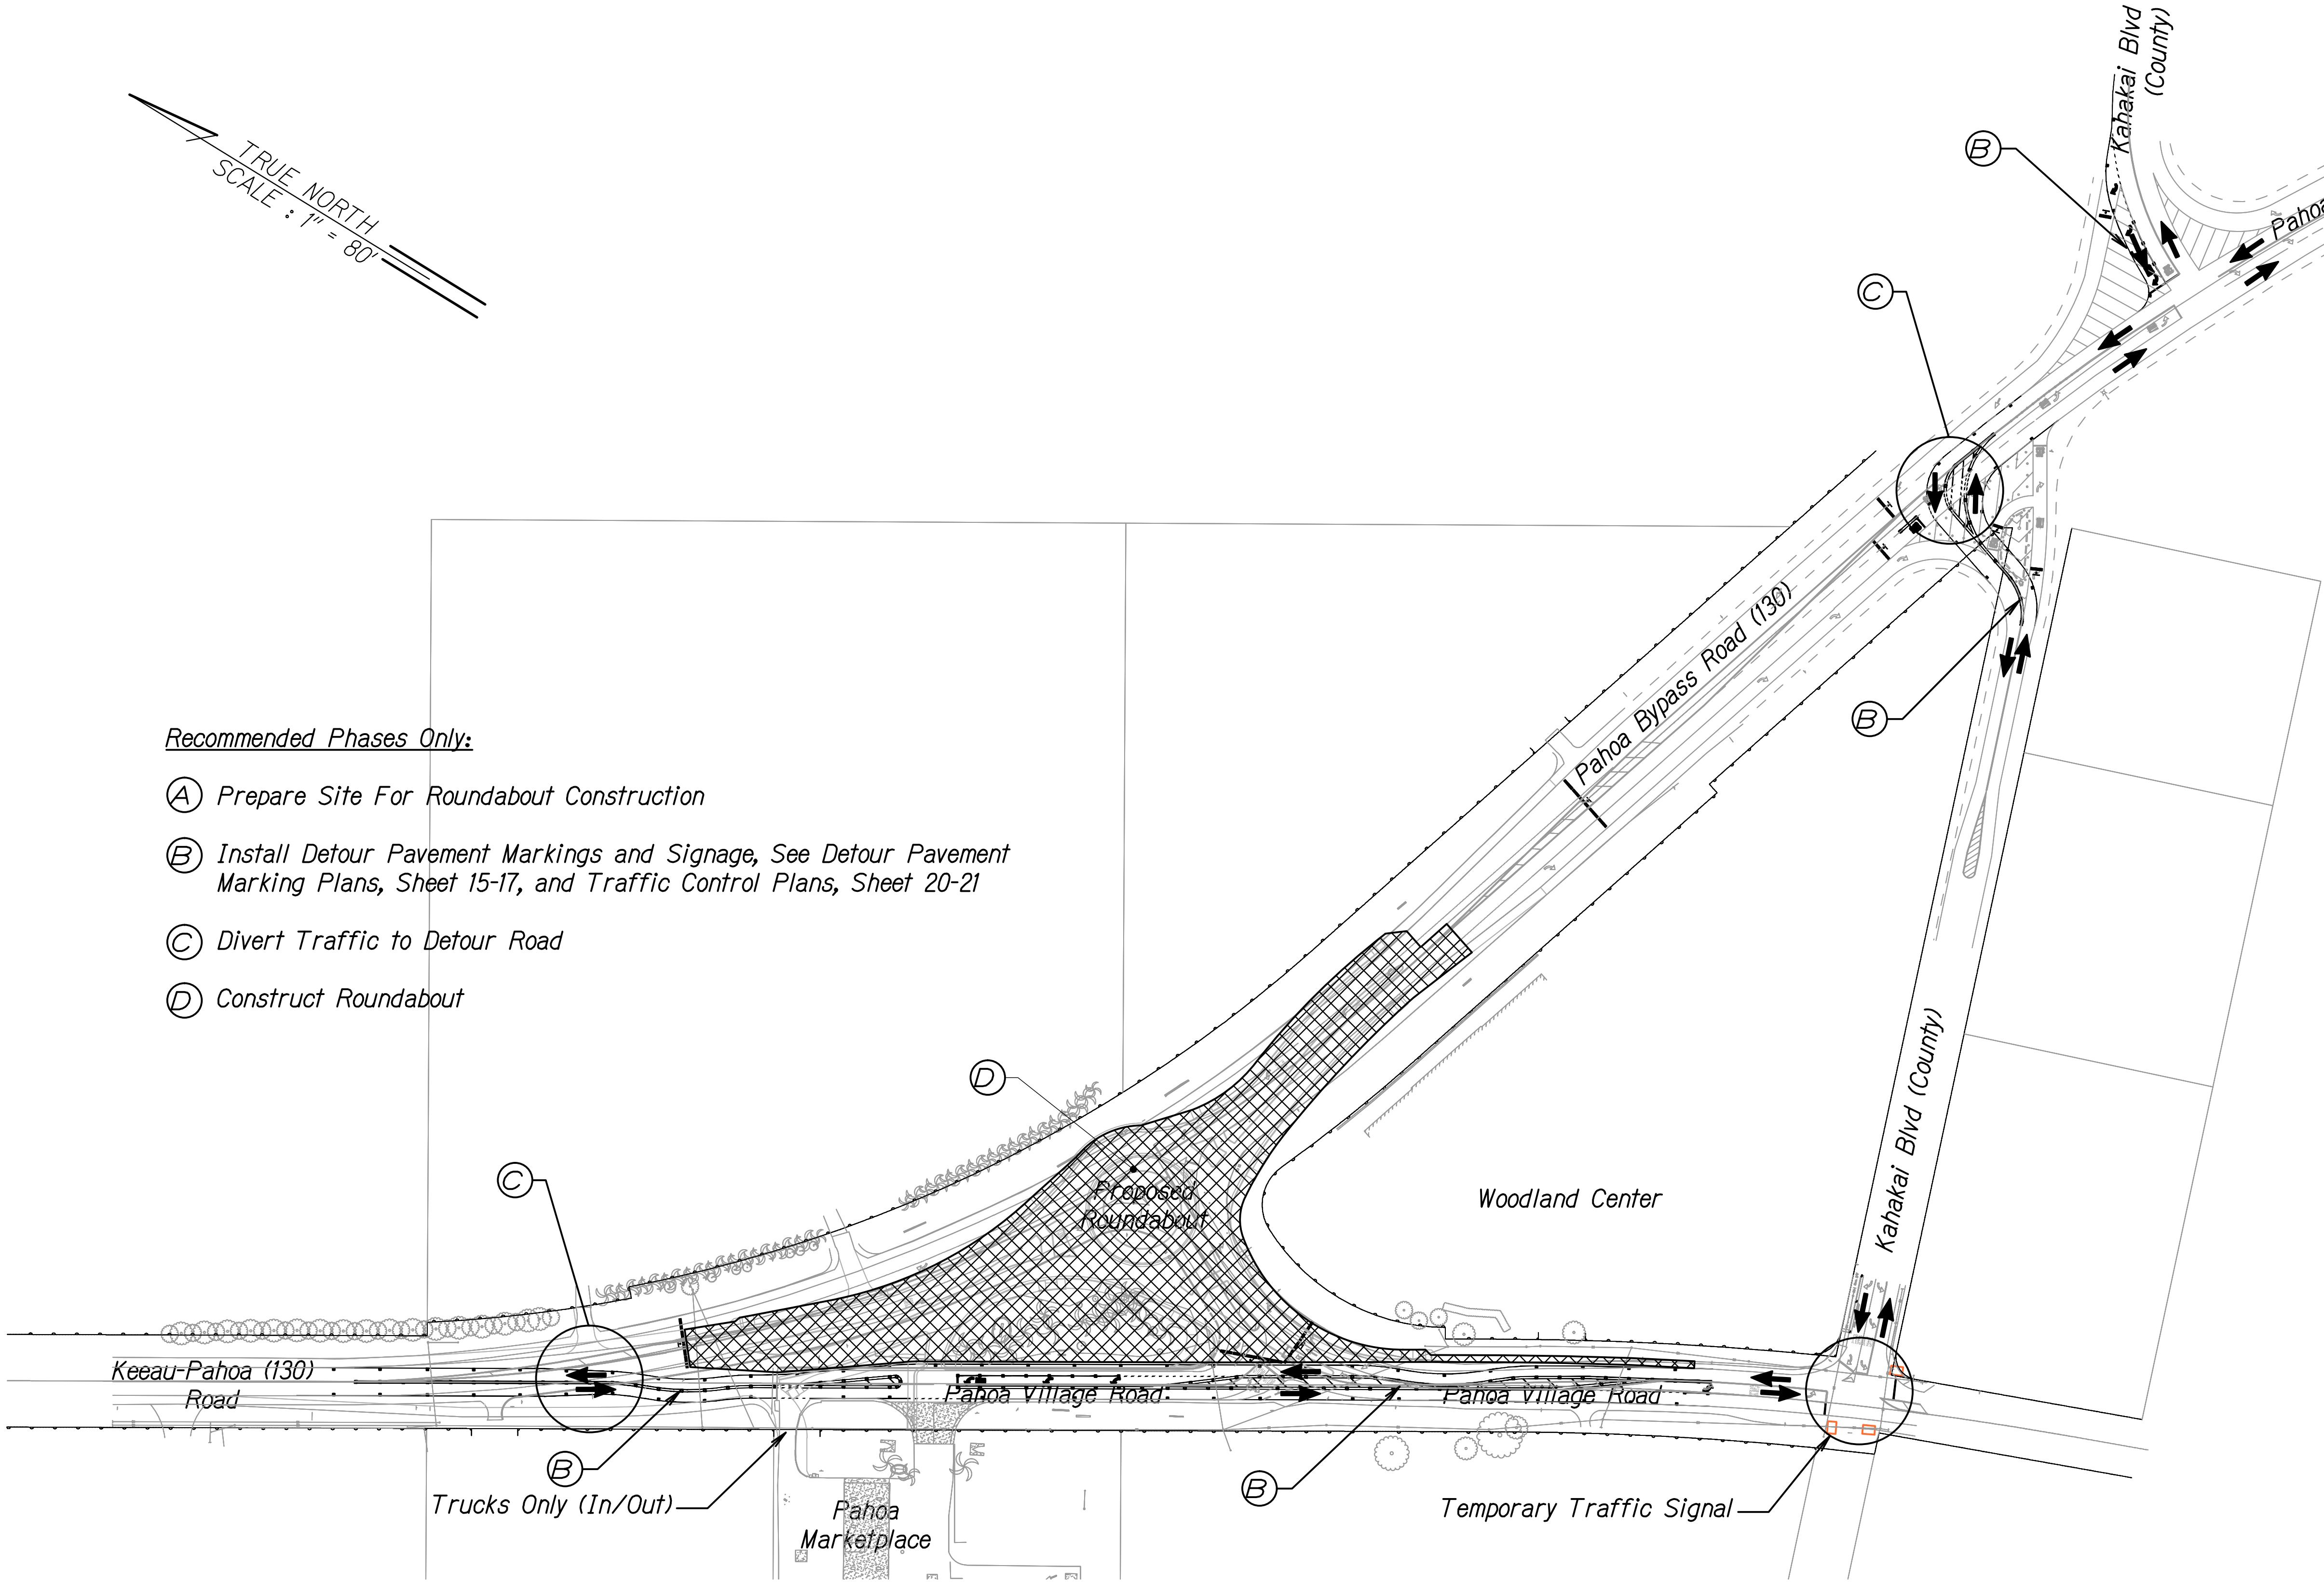 Kahakai Blvd
(County)
B
TRUE NORTH
SCALE : 1" = 80'
C
Pahoa Bypass Road (130)
B
Recommended Phases Only:
A Prepare Site For Roundabout Construction
B Install Detour Pavement Markings and Signage, See Detour Pavement
Marking Plans, Sheet 15-17, and Traffic Control Plans, Sheet 20-21
C Divert Traffic to Detour Road
D Construct Roundabout
D
C
Proposed
Roundabout
Woodland Center
Kahakai Blvd (County)
Keeau-Pahoa (130)
Road
Pahoa Village Road
Pahoa Village Road
B
B
Trucks Only (In/Out)
Pahoa
Marketplace
Temporary Traffic Signal